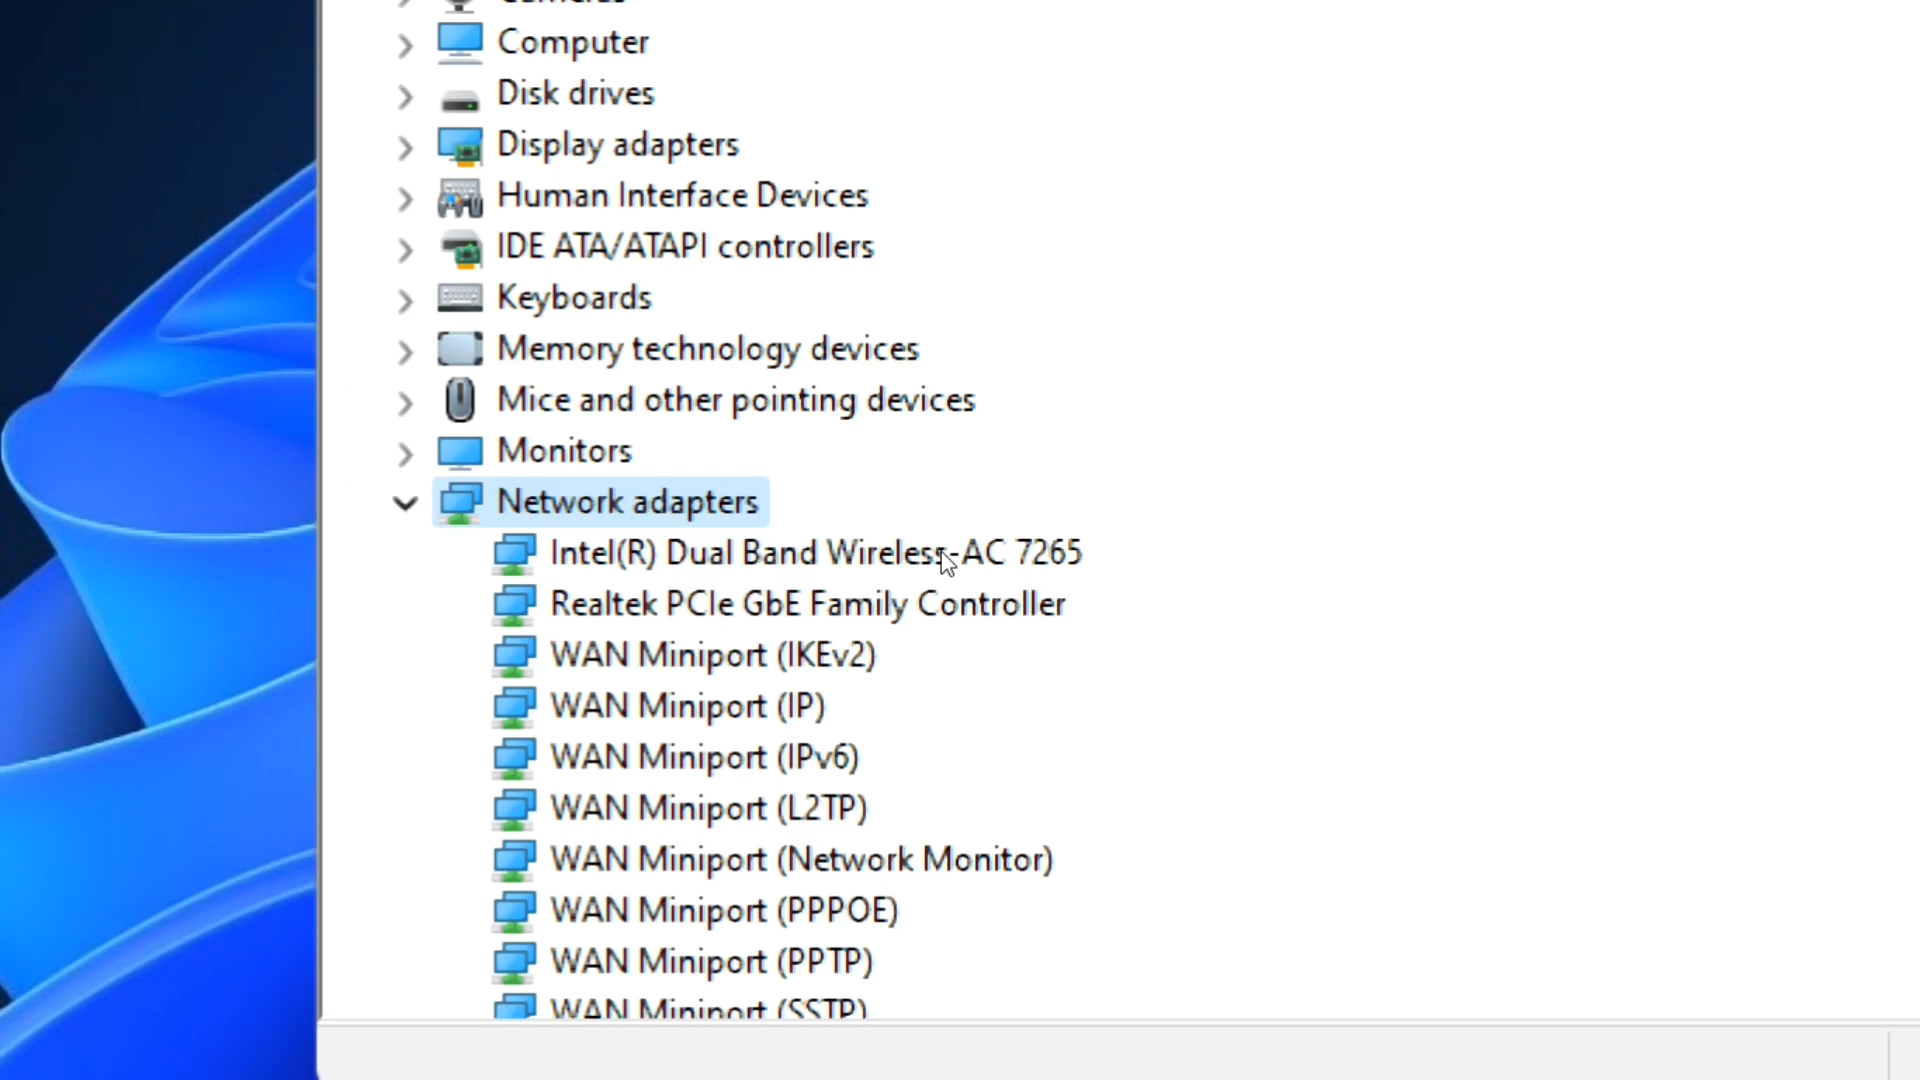 Cameras
Computer
Disk drives
Display adapters
Human Interface Devices
IDE ATA/ATAPI controllers
Keyboards
Memory technology devices
Mice and other pointing devices
Monitors
Network adapters
Intel(R) Dual Band Wireless-AC 7265
Realtek PCIe GbE Family Controller
WAN Miniport (IKEv2)
WAN Miniport (IP)
WAN Miniport (IPv6)
WAN Miniport (L2TP)
WAN Miniport (Network Monitor)
WAN Miniport (PPPOE)
WAN Miniport (PPTP)
WAN Miniport (SSTP)